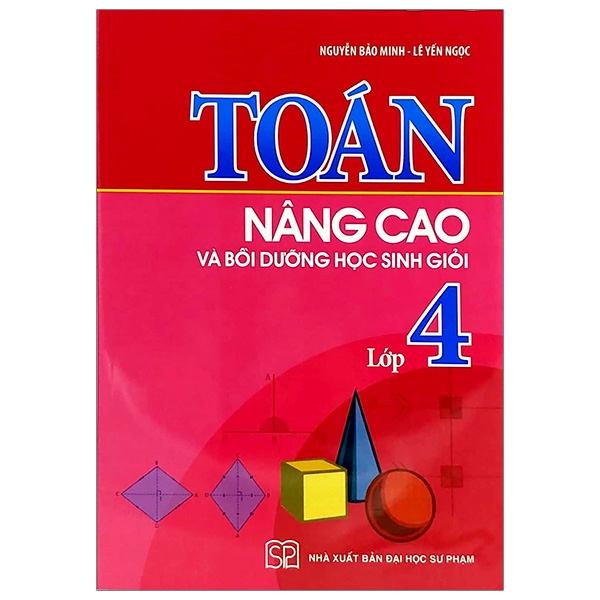 NGUYỄN BẢO MINH - LÊ YẾN NGỌC
TOÁN
NÂNG CAO
VÀ BỒI DƯỠNG HỌC SINH GIỎI
Lớp 4
SP
NHÀ XUẤT BẢN ĐẠI HỌC SƯ PHẠM